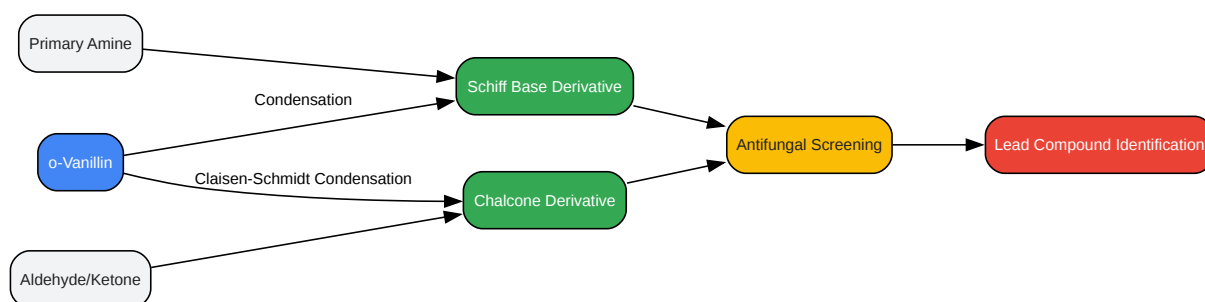 Primary Amine
Condensation
Schiff Base Derivative
o-Vanillin
Claisen-Schmidt Condensation
Chalcone Derivative
Antifungal Screening
Lead Compound Identification
Aldehyde/Ketone